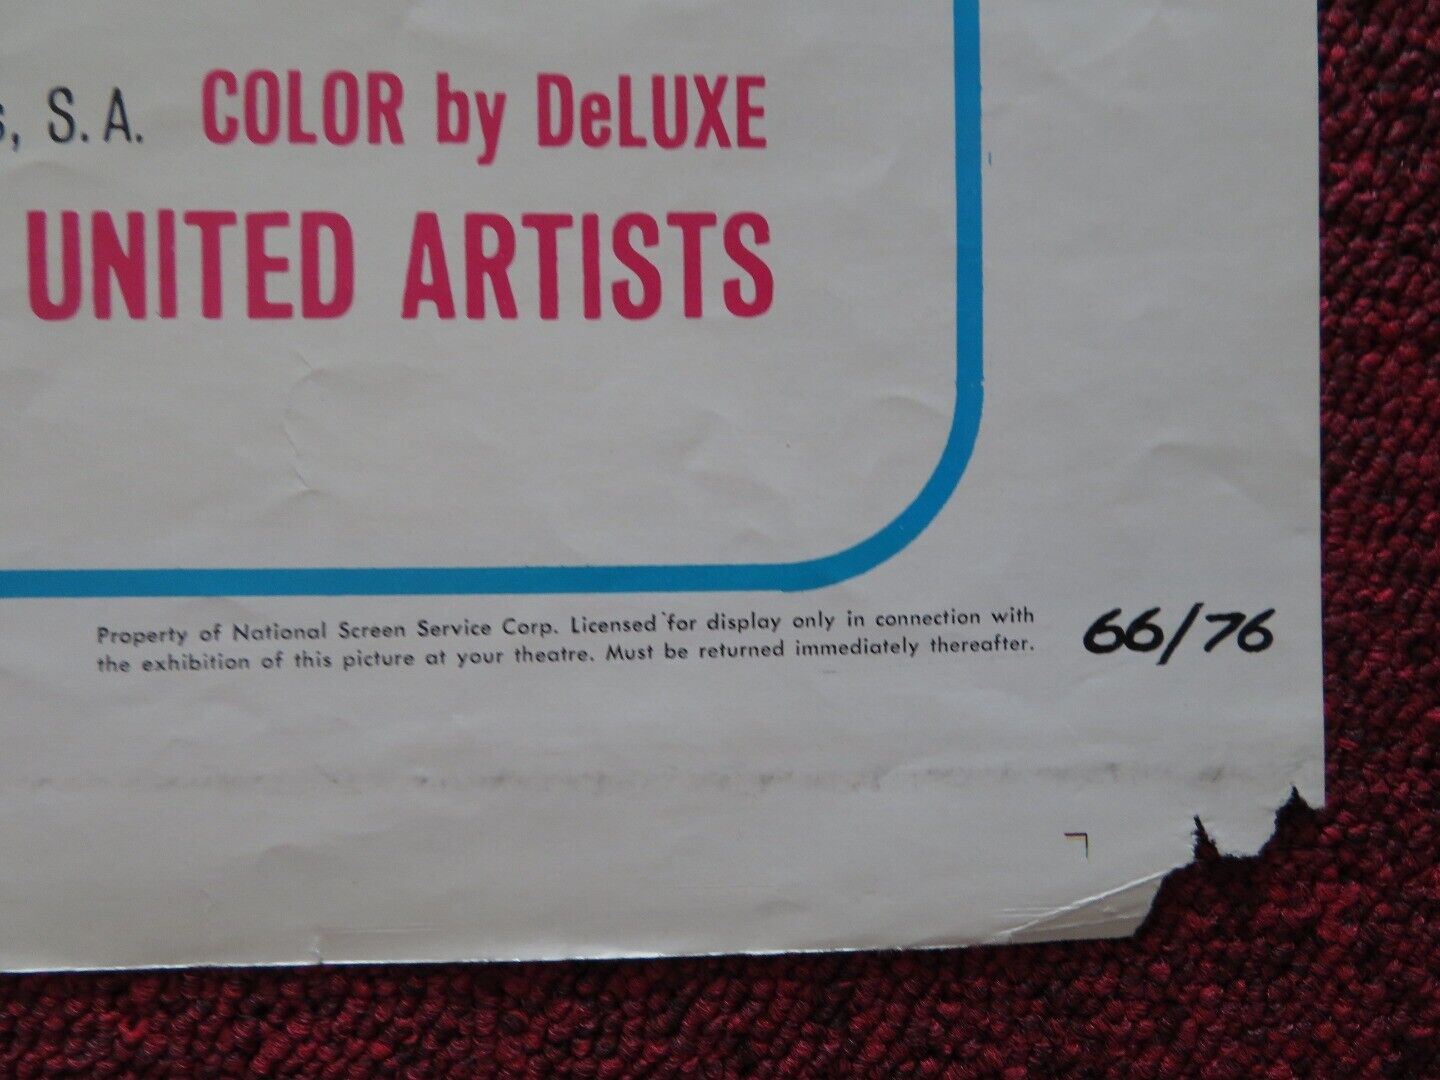 , S.A. COLOR by DeLUXE
UNITED ARTISTS
Property of National Screen Service Corp. Licensed for display only in connection with
the exhibition of this picture at your theatre. Must be returned immediately thereafter.
66/76